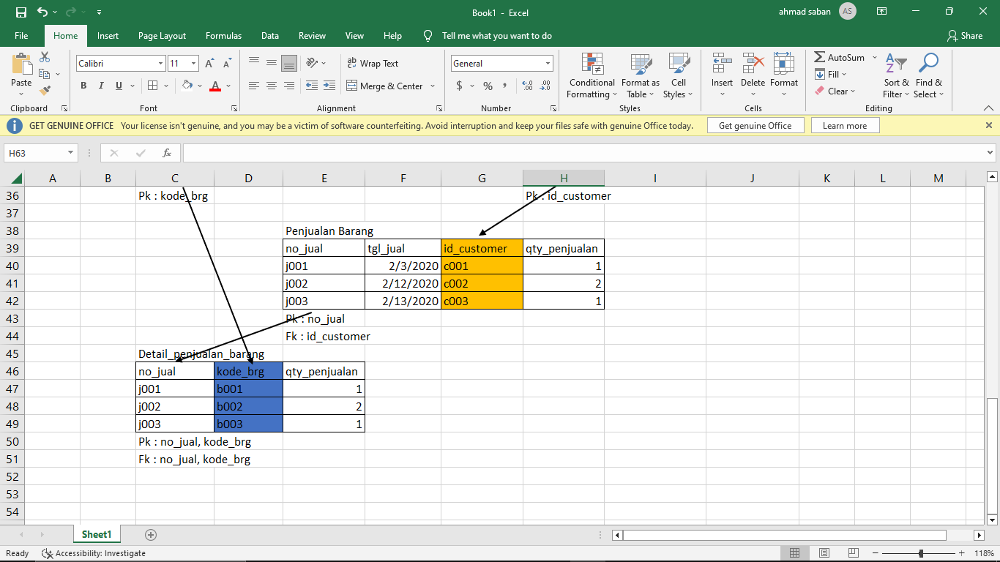 Book1 - Excel
ahmad saban AS
File Home Insert Page Layout Formulas Data Review View Help Tell me what you want to do Share
Calibri 11 Wrap Text General AutoSum
Paste B I U Merge & Center $ % , Conditional Formatting Format as Table Cell Styles Insert Delete Format Fill Clear Sort & Filter Find & Select
Clipboard Font Alignment Number Styles Cells Editing
GET GENUINE OFFICE Your license isn't genuine, and you may be a victim of software counterfeiting. Avoid interruption and keep your files safe with genuine Office today. Get genuine Office Learn more
H63 fx
A B C D E F G H I J K L M
36 Pk : kode_brg Pk : id_customer
37
38 Penjualan Barang
39 no_jual tgl_jual id_customer qty_penjualan
40 j001 2/3/2020 c001 1
41 j002 2/12/2020 c002 2
42 j003 2/13/2020 c003 1
43 Pk : no_jual
44 Fk : id_customer
45 Detail_penjualan_barang
46 no_jual kode_brg qty_penjualan
47 j001 b001 1
48 j002 b002 2
49 j003 b003 1
50 Pk : no_jual, kode_brg
51 Fk : no_jual, kode_brg
52
53
54
Sheet1
Ready Accessibility: Investigate 118%